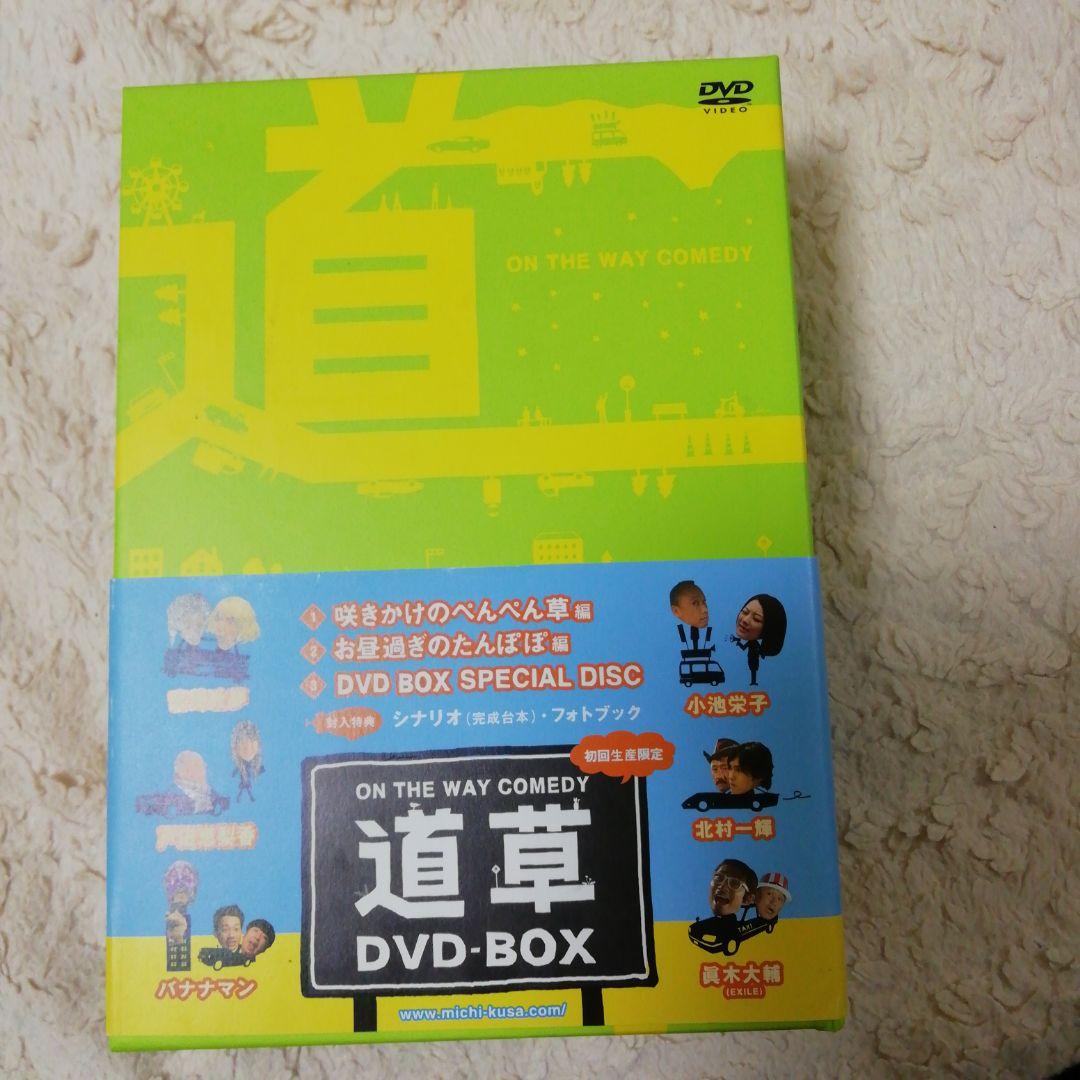 DVD
VIDEO
道
ON THE WAY COMEDY
1 咲きかけのぺんぺん草編
2 お昼過ぎのたんぽぽ編
3 DVD BOX SPECIAL DISC
封入特典 シナリオ(完成台本)・フォトブック
初回生産限定
ON THE WAY COMEDY
道草
DVD-BOX
www.michi-kusa.com/
バナナマン
小池栄子
北村一輝
TAXI
眞木大輔
(EXILE)